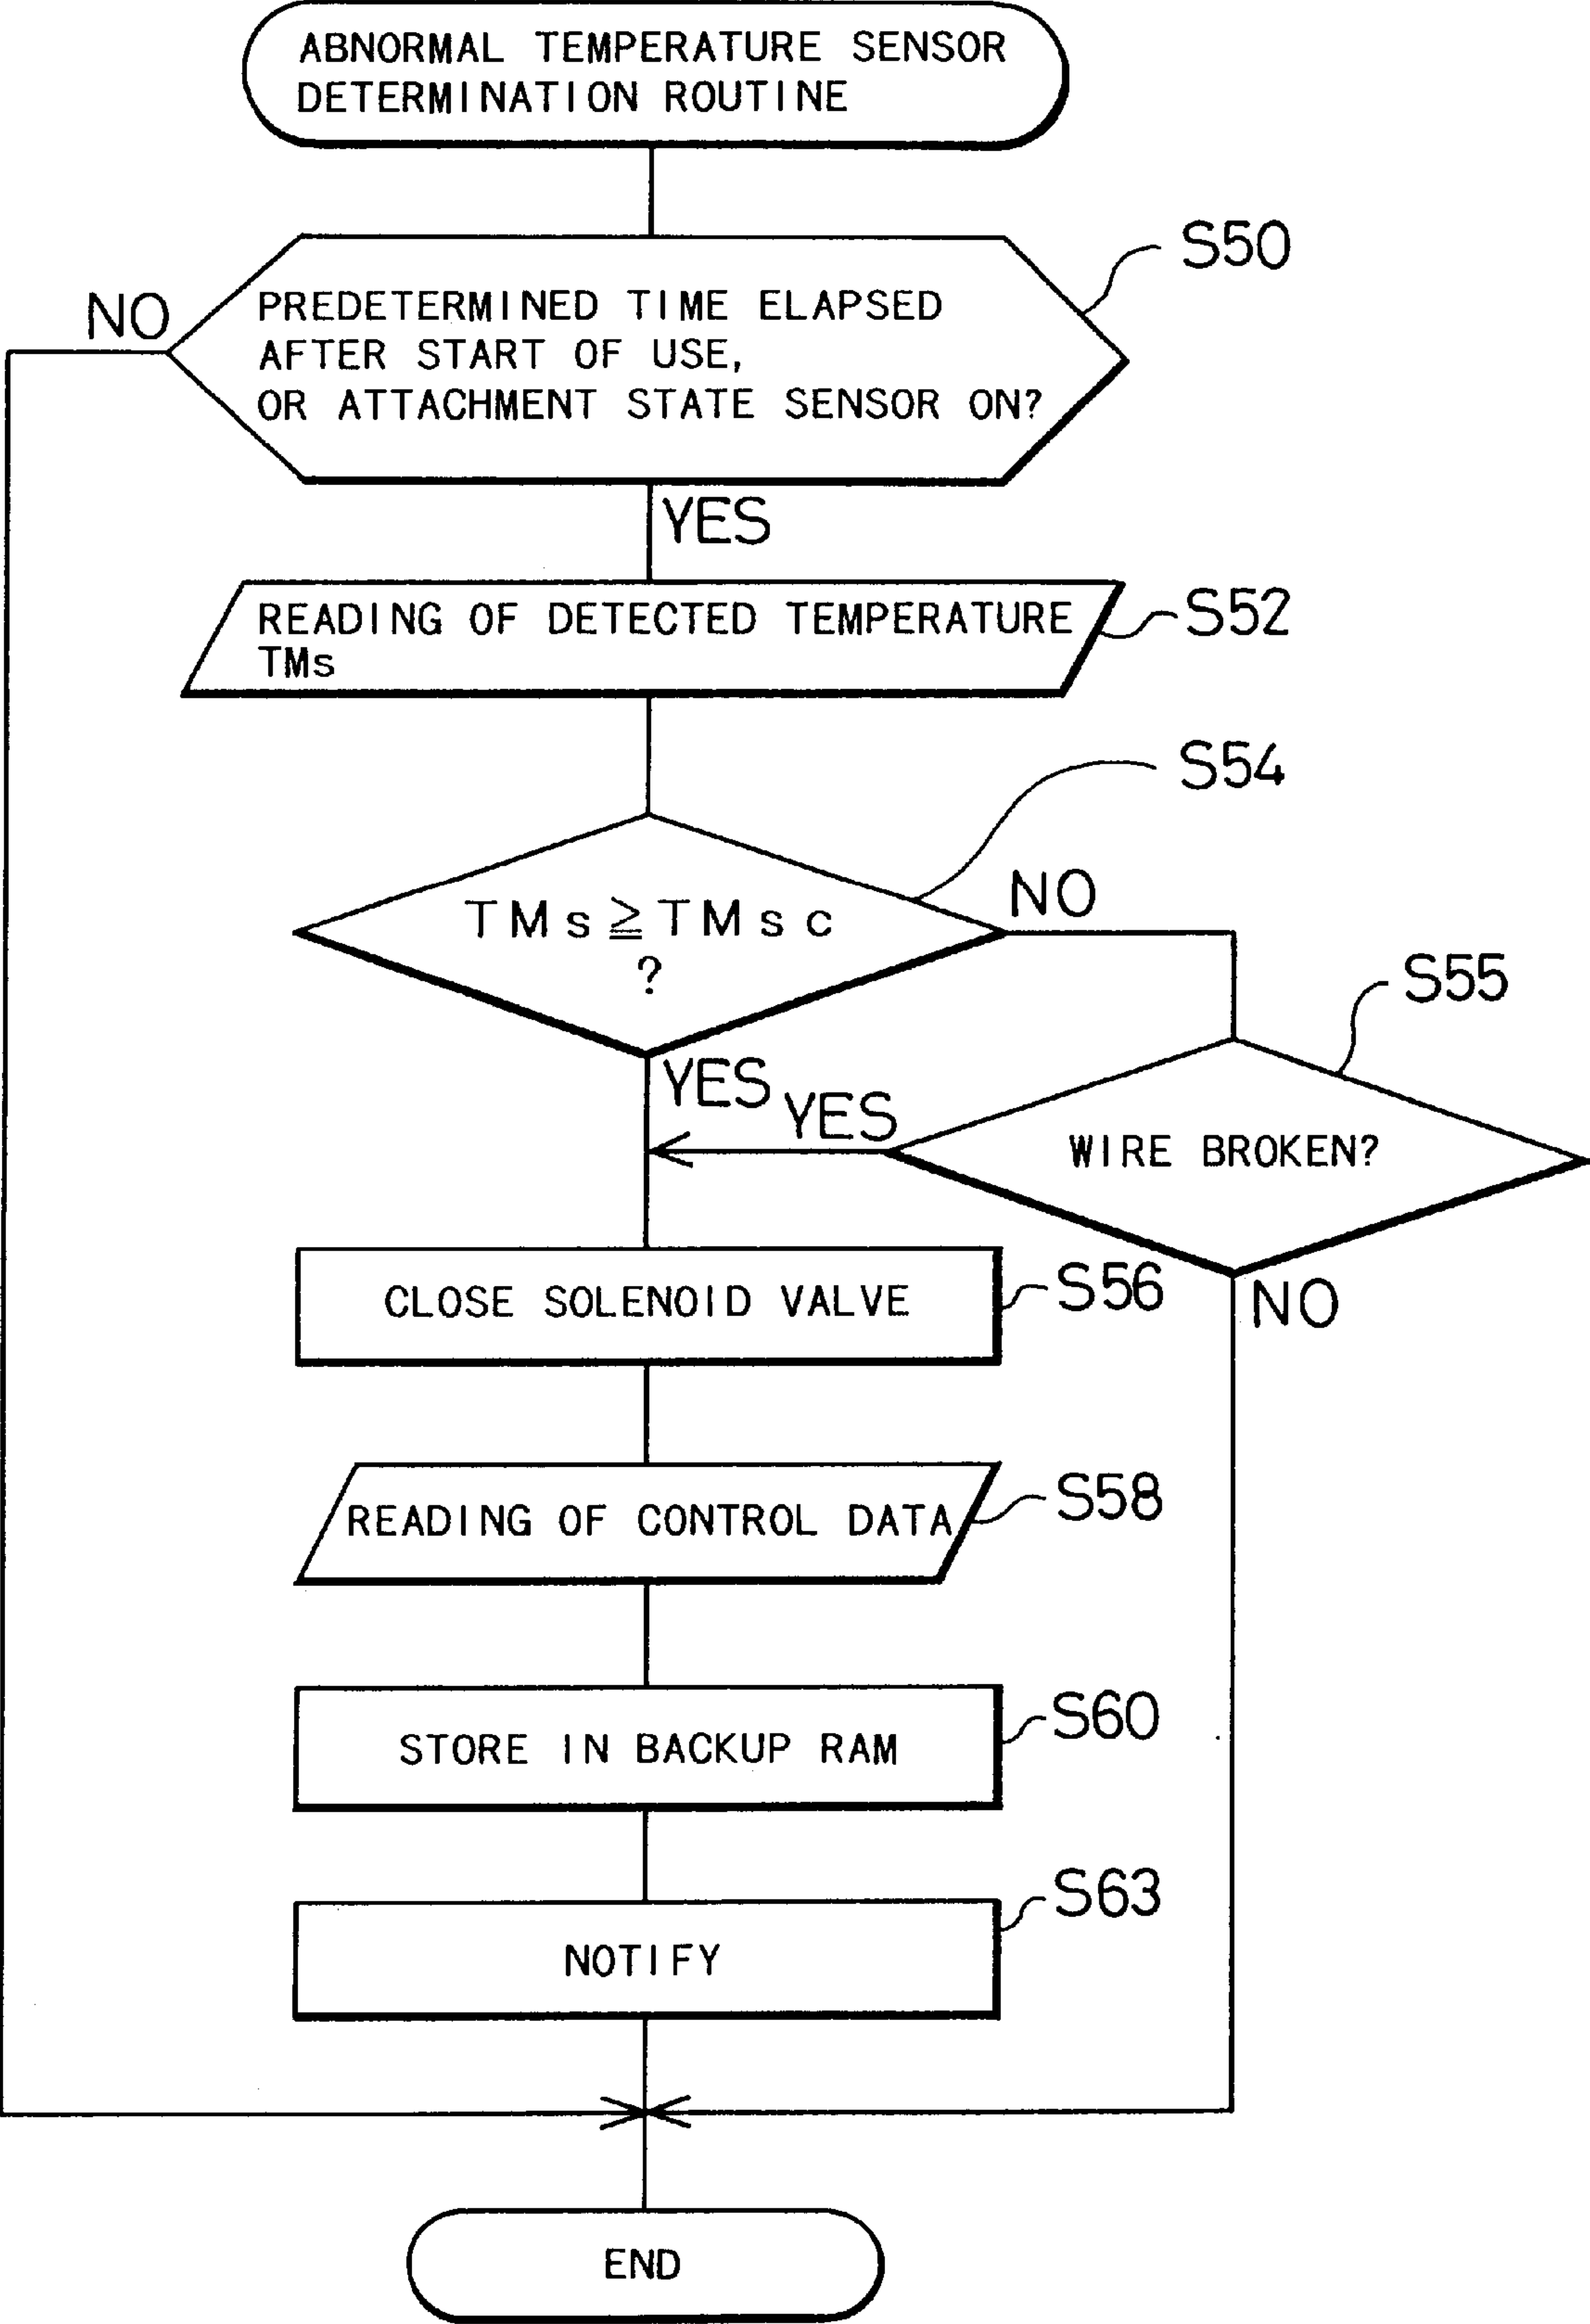 ABNORMAL TEMPERATURE SENSOR
DETERMINATION ROUTINE
S50
NO
PREDETERMINED TIME ELAPSED
AFTER START OF USE,
OR ATTACHMENT STATE SENSOR ON?
YES
READING OF DETECTED TEMPERATURE
TMs
S52
S54
TMs≧TMsc
?
NO
S55
YES
YES
WIRE BROKEN?
CLOSE SOLENOID VALVE
S56
NO
READING OF CONTROL DATA
S58
STORE IN BACKUP RAM
S60
NOTIFY
S63
END